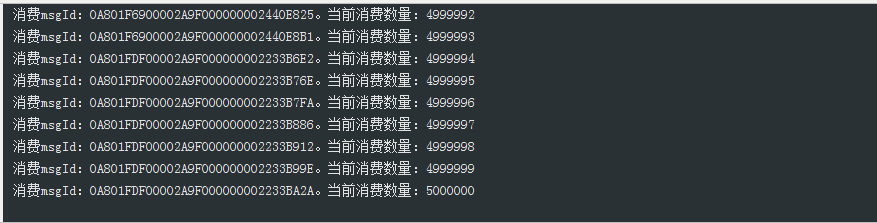 消费msgId：0A801F6900002A9F000000002440E825。当前消费数量：4999992
消费msgId：0A801F6900002A9F000000002440E8B1。当前消费数量：4999993
消费msgId：0A801FDF00002A9F000000002233B6E2。当前消费数量：4999994
消费msgId：0A801FDF00002A9F000000002233B76E。当前消费数量：4999995
消费msgId：0A801FDF00002A9F000000002233B7FA。当前消费数量：4999996
消费msgId：0A801FDF00002A9F000000002233B886。当前消费数量：4999997
消费msgId：0A801FDF00002A9F000000002233B912。当前消费数量：4999998
消费msgId：0A801FDF00002A9F000000002233B99E。当前消费数量：4999999
消费msgId：0A801FDF00002A9F000000002233BA2A。当前消费数量：5000000